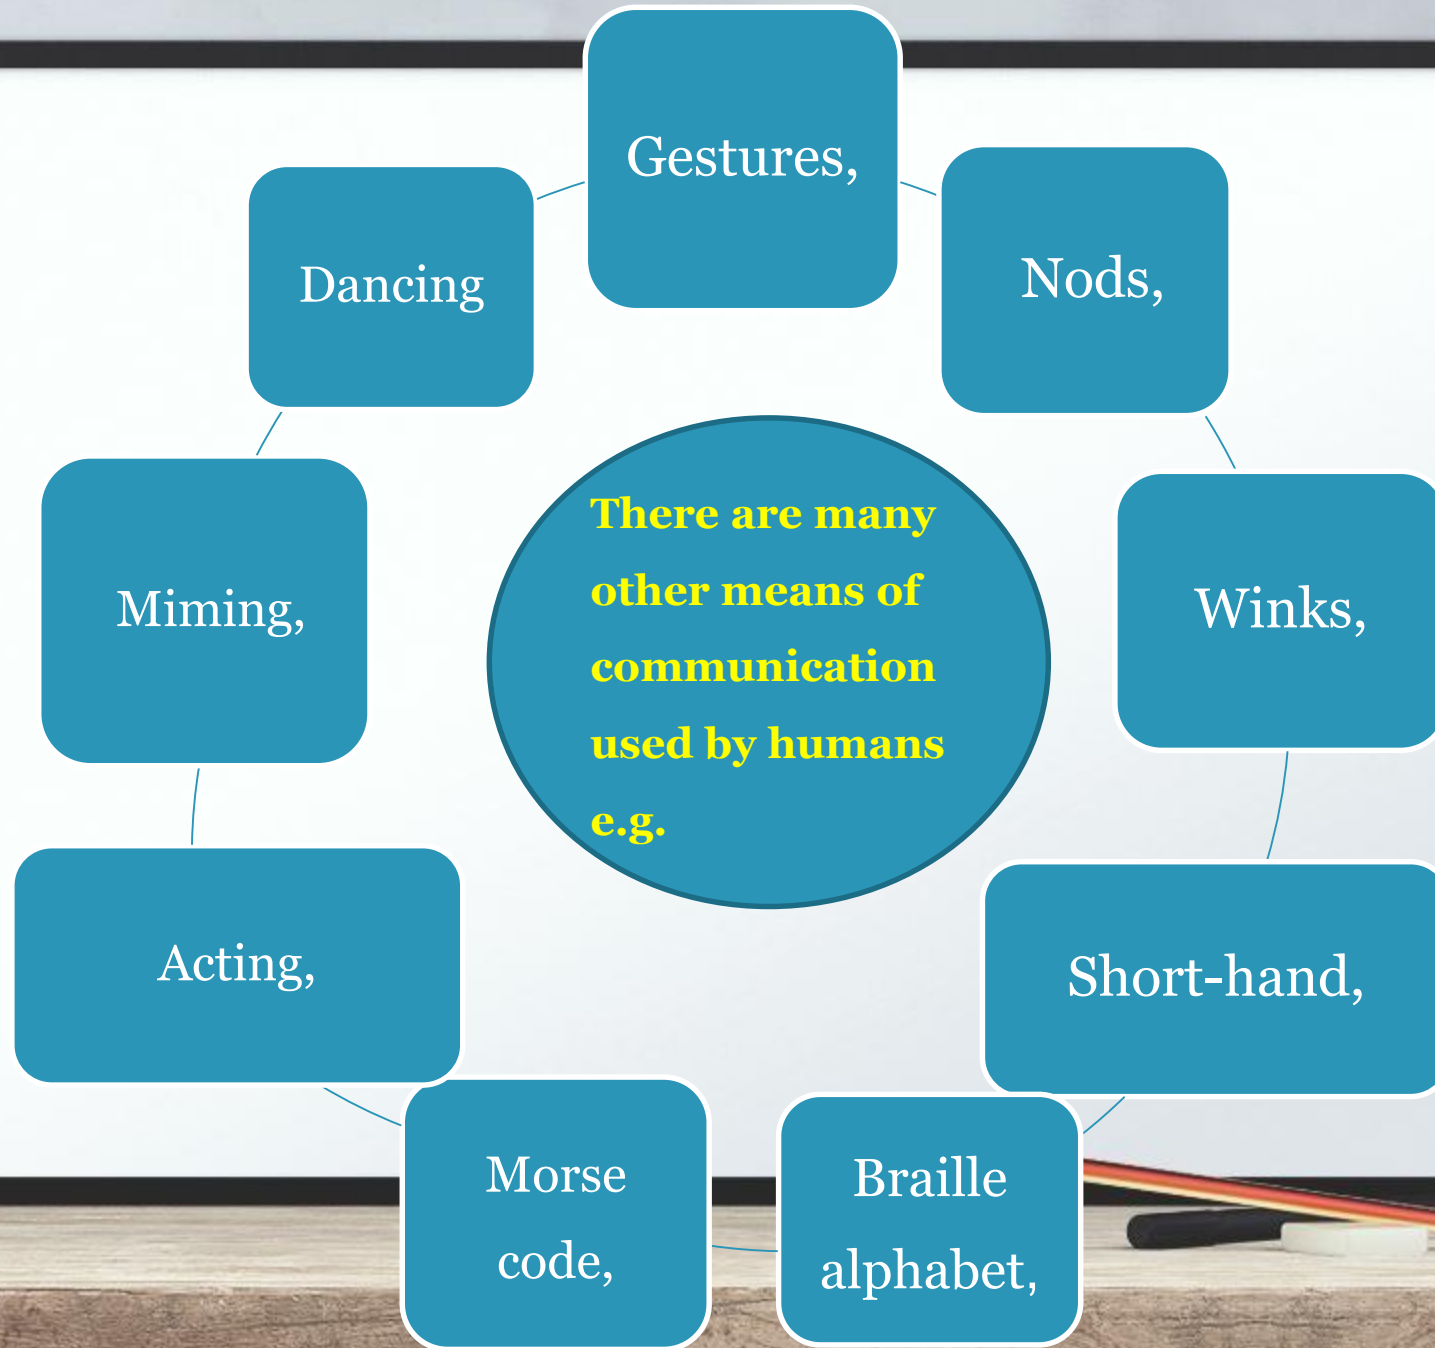 There are many
other means of
communication
used by humans
e.g.
Gestures,
Nods,
Winks,
Short-hand,
Braille
alphabet,
Morse
code,
Acting,
Miming,
Dancing